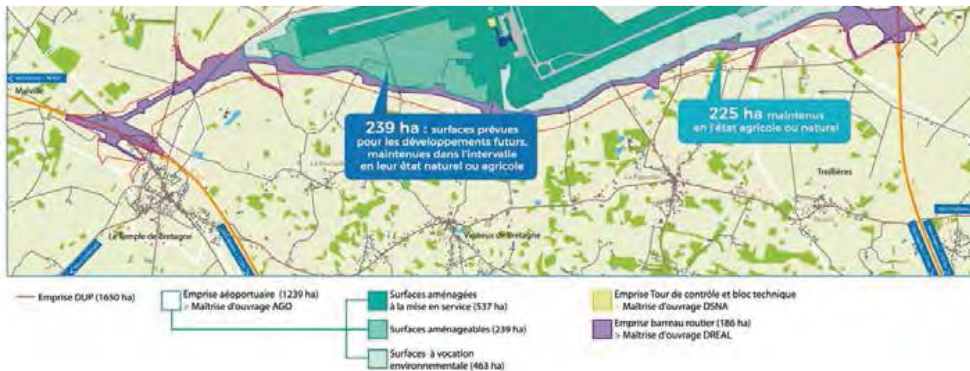 Malville
239 ha : surfaces prévues
pour les développements futurs,
maintenues dans l'intervalle
en leur état naturel ou agricole
225 ha maintenus
en l'état agricole ou naturel
Treillières
Le Temple de Bretagne
Vigneux de Bretagne
Emprise DUP (1650 ha)
Emprise aéoportuaire (1239 ha)
> Maîtrise d'ouvrage AGO
Surfaces aménagées
à la mise en service (537 ha)
Surfaces aménageables (239 ha)
Surfaces à vocation
environnementale (463 ha)
Emprise Tour de contrôle et bloc technique
Maîtrise d'ouvrage DSNA
Emprise barreau routier (186 ha)
> Maîtrise d'ouvrage DREAL